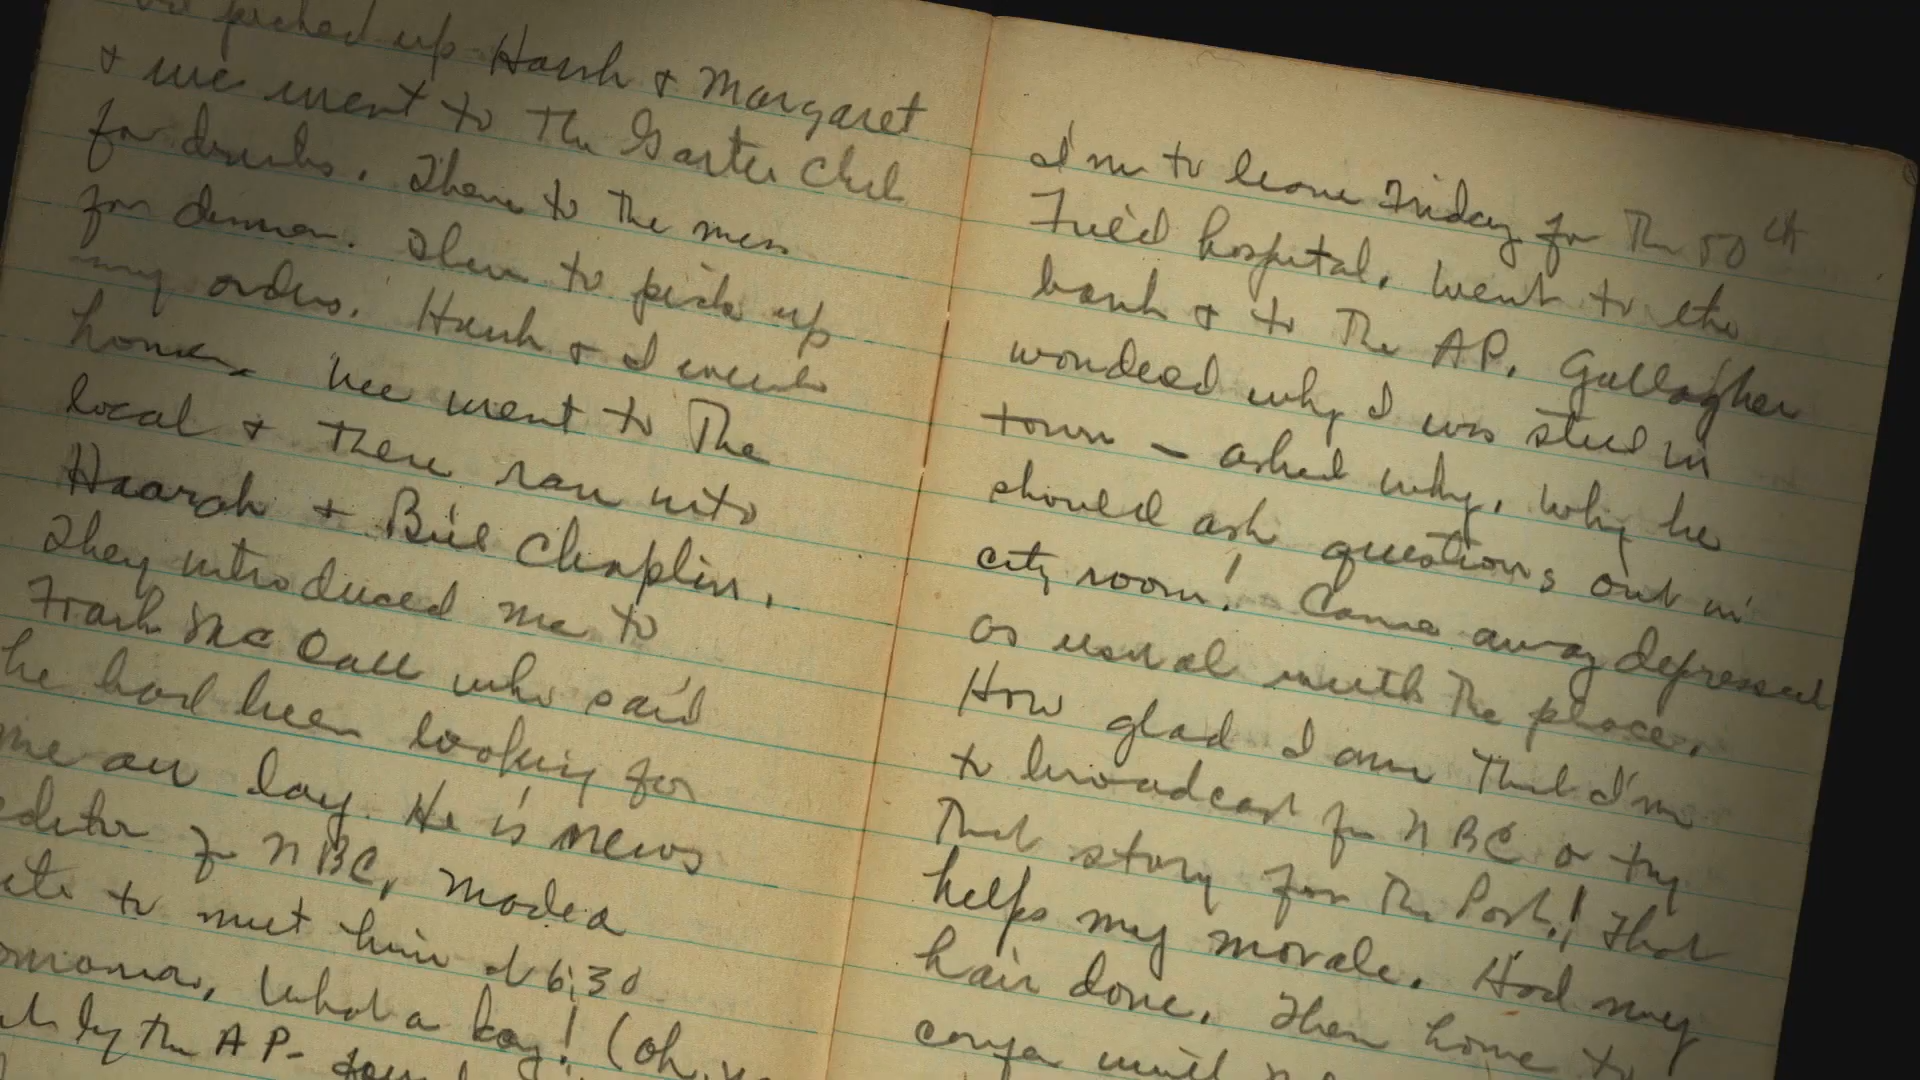 picked up Hank & Margaret
& we went to the Garter Club
for drinks. Then to the mess
for dinner. Then to pick up
my orders. Hank & I went
home. We went to the
local & there ran into
& Bill Chaplin.
They introduced me to
Frank McCall who said
he had been looking for
me all day. He is news
editor of NBC, made a
date to meet him at 6:30
tomorrow. What a day! (Oh,
by the AP-
I'm to leave Friday for the 50th
Field hospital. Went to the
bank & to the AP. Gallagher
wondered why I was still in
town - asked why. Why he
should ask questions out in
city room! Came away depressed
as usual with the place.
How glad I am that I'm
to broadcast for NBC & try
that story for the Post! That
helps my morale. Had my
hair done. Then home to
until